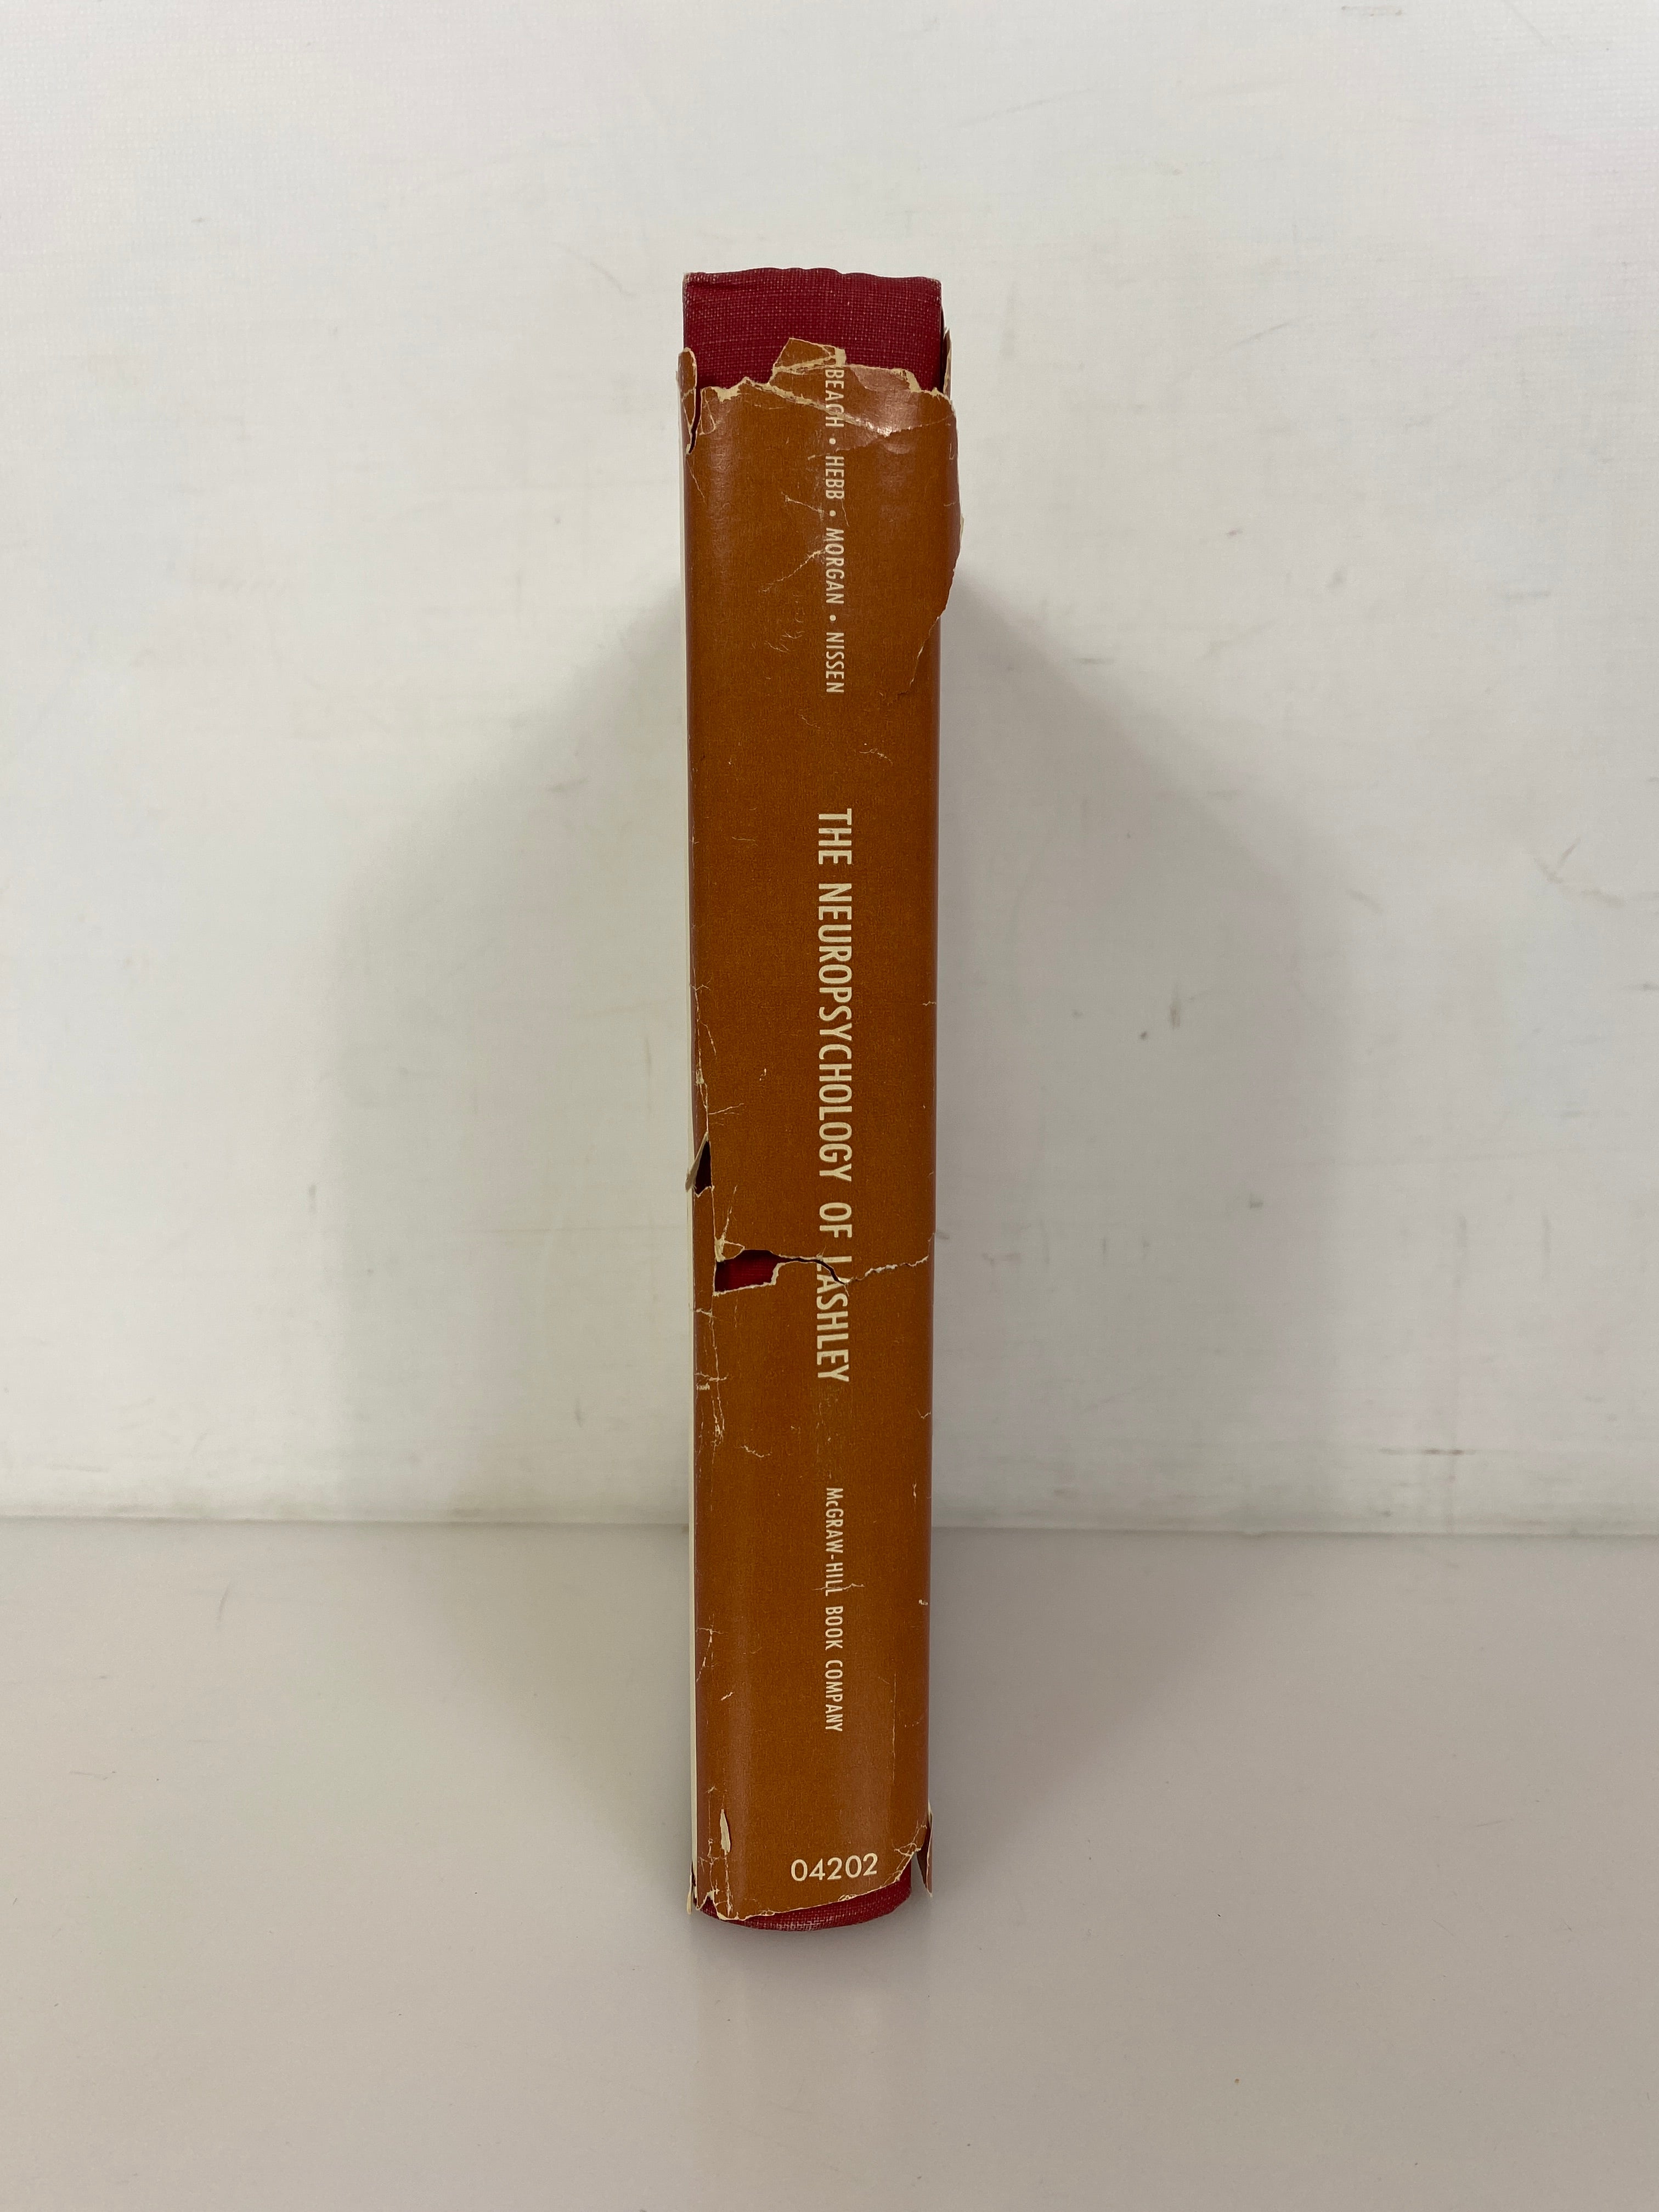 BEACH • HEBB • MORGAN • NISSEN
THE NEUROPSYCHOLOGY OF LASHLEY
McGRAW-HILL BOOK COMPANY
04202